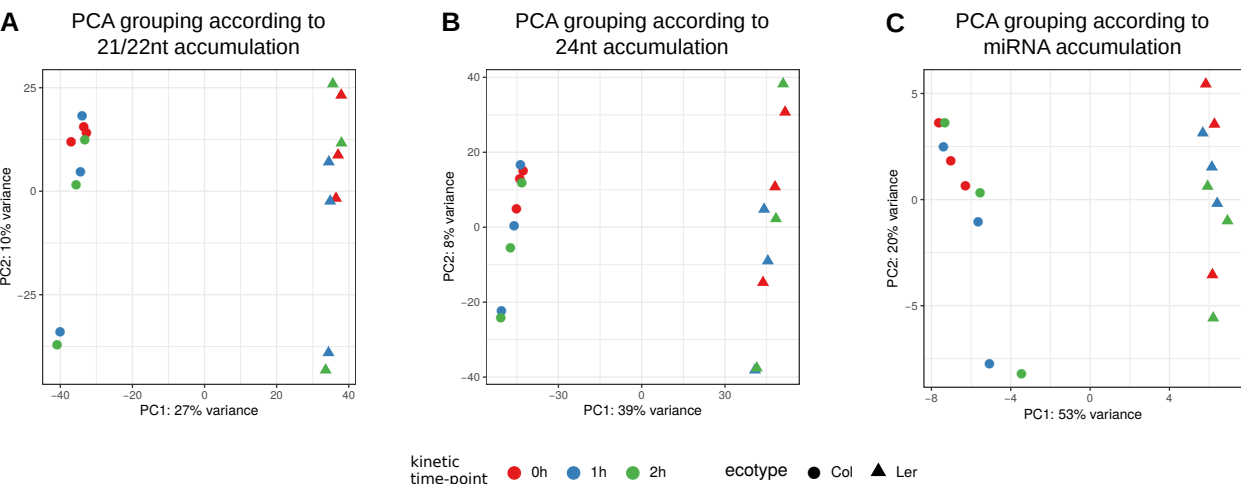 A
PCA grouping according to
21/22nt accumulation
25
0
−25
−40
−20
0
20
40
PC2: 10% variance
PC1: 27% variance
B
PCA grouping according to
24nt accumulation
40
20
0
−20
−40
−30
0
30
PC2: 8% variance
PC1: 39% variance
C
PCA grouping according to
miRNA accumulation
5
0
−5
−8
−4
0
4
PC2: 20% variance
PC1: 53% variance
kinetic
time-point
0h
1h
2h
ecotype
Col
Ler